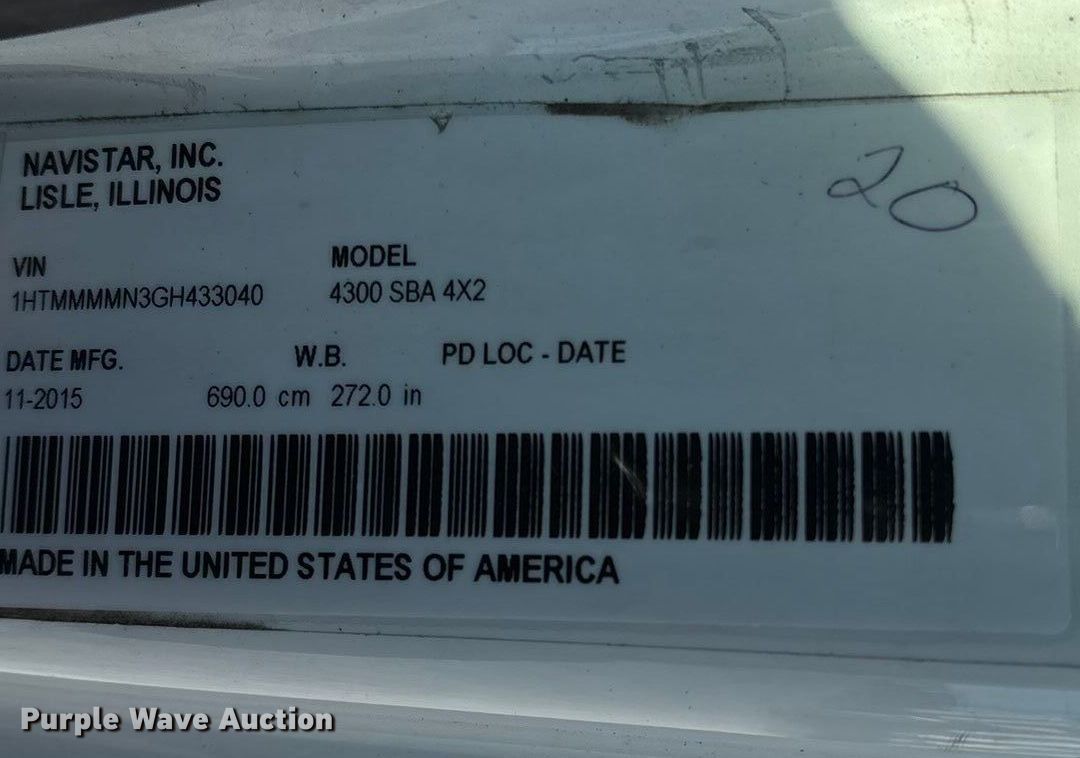 NAVISTAR, INC.
LISLE, ILLINOIS
20
VIN MODEL
1HTMMMMN3GH433040 4300 SBA 4X2
DATE MFG. W.B. PD LOC - DATE
11-2015 690.0 cm 272.0 in
MADE IN THE UNITED STATES OF AMERICA
Purple Wave Auction